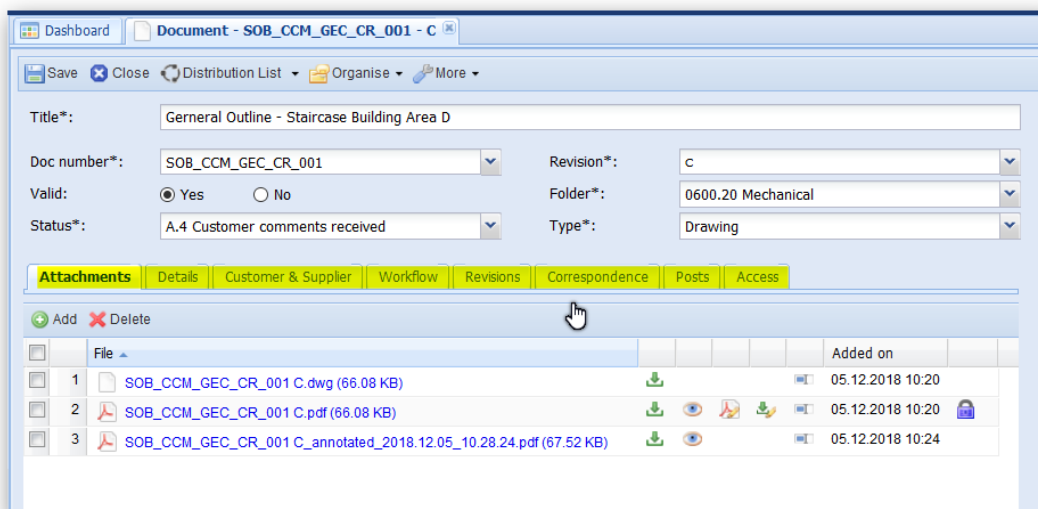 Dashboard Document - SOB_CCM_GEC_CR_001 - C
Save Close Distribution List Organise More
Title*: Gerneral Outline - Staircase Building Area D
Doc number*: SOB_CCM_GEC_CR_001 Revision*: c
Valid: Yes No Folder*: 0600.20 Mechanical
Status*: A.4 Customer comments received Type*: Drawing
Attachments Details Customer & Supplier Workflow Revisions Correspondence Posts Access
Add Delete
File Added on
1 SOB_CCM_GEC_CR_001 C.dwg (66.08 KB) 05.12.2018 10:20
2 SOB_CCM_GEC_CR_001 C.pdf (66.08 KB) 05.12.2018 10:20
3 SOB_CCM_GEC_CR_001 C_annotated_2018.12.05_10.28.24.pdf (67.52 KB) 05.12.2018 10:24